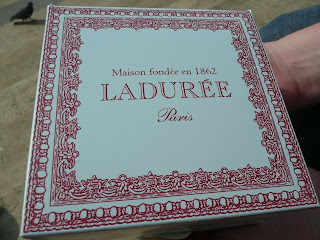 Maison fondée en 1862
LADURÉE
Paris